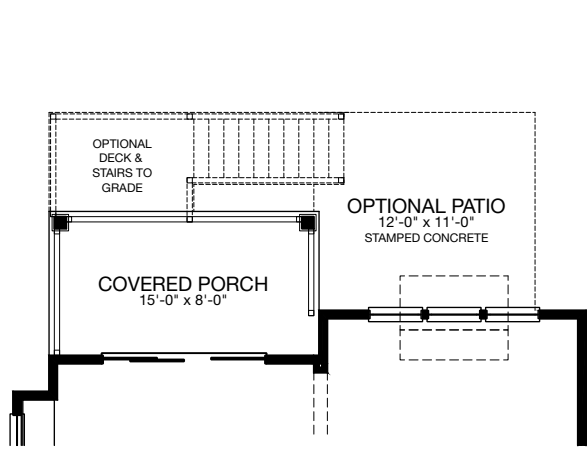 OPTIONAL
DECK &
STAIRS TO
GRADE
OPTIONAL PATIO
12'-0" x 11'-0"
STAMPED CONCRETE
COVERED PORCH
15'-0" x 8'-0"